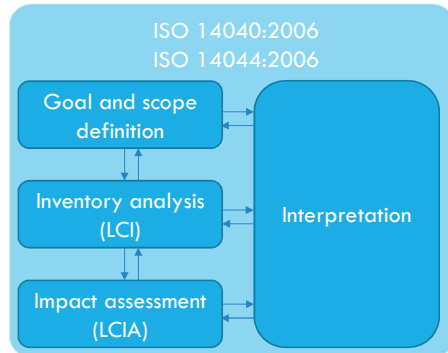 ISO 14040:2006
ISO 14044:2006
Goal and scope
definition
Inventory analysis
(LCI)
Impact assessment
(LCIA)
Interpretation